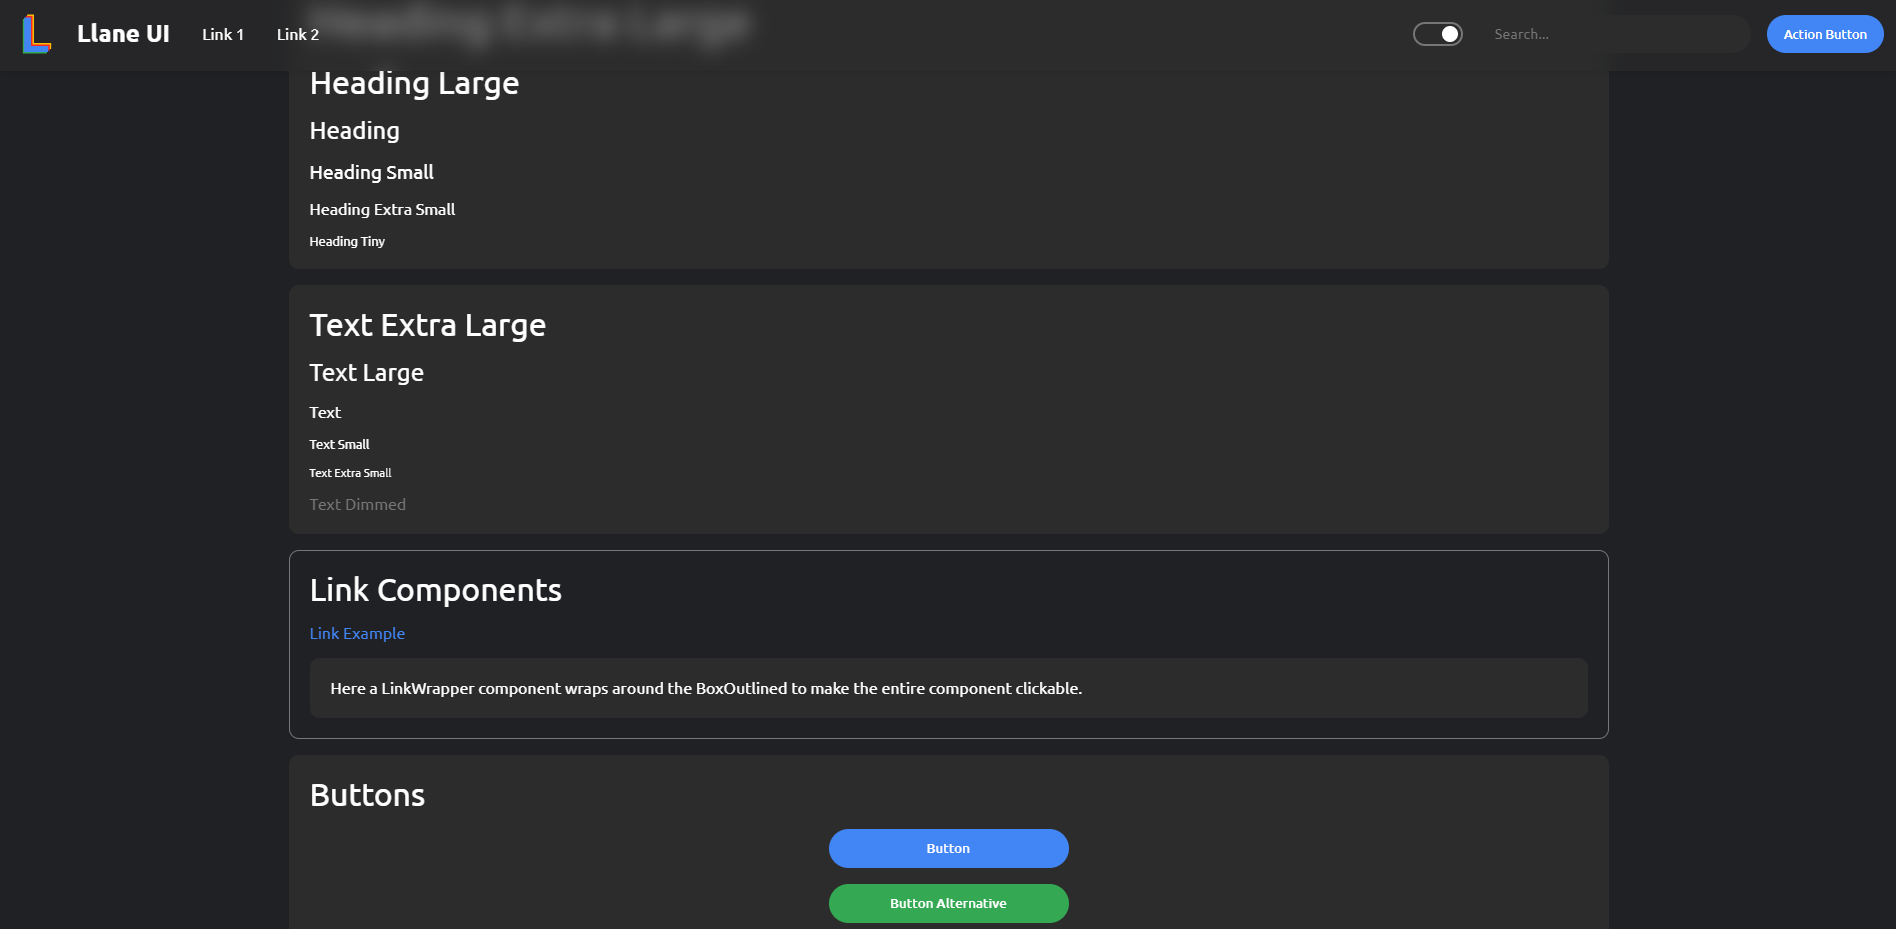 Llane UI Link 1 Link 2 Search... Action Button
Heading Extra Large
Heading Large
Heading
Heading Small
Heading Extra Small
Heading Tiny
Text Extra Large
Text Large
Text
Text Small
Text Extra Small
Text Dimmed
Link Components
Link Example
Here a LinkWrapper component wraps around the BoxOutlined to make the entire component clickable.
Buttons
Button
Button Alternative